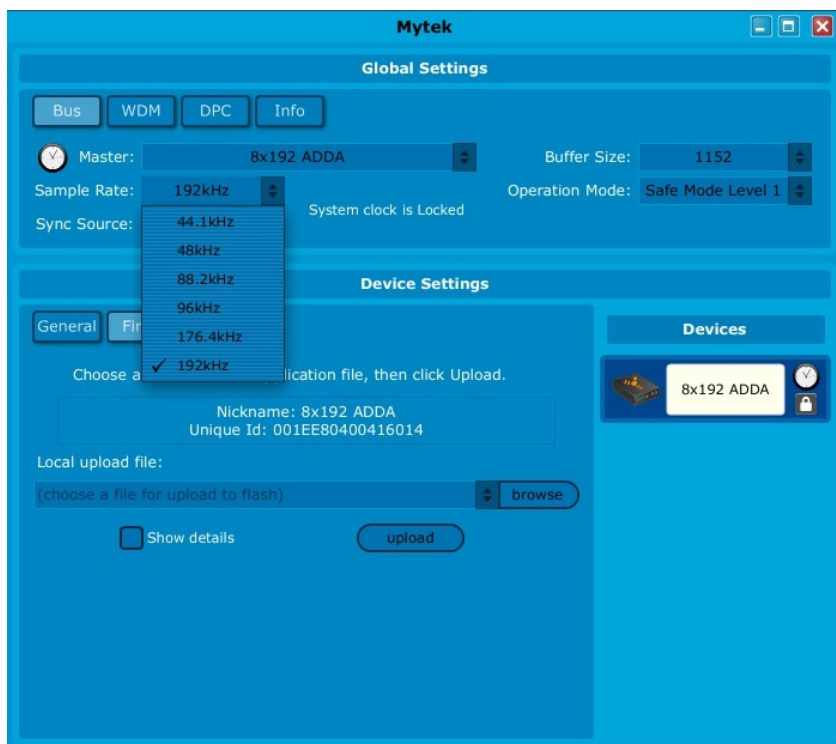 Mytek
Global Settings
Bus WDM DPC Info
Master: 8x192 ADDA Buffer Size: 1152
Sample Rate: 192kHz Operation Mode: Safe Mode Level 1
System clock is Locked
Sync Source:
44.1kHz
48kHz
88.2kHz
96kHz
176.4kHz
✓ 192kHz
Device Settings
General Fir
Devices
Choose a lication file, then click Upload.
8x192 ADDA
Nickname: 8x192 ADDA
Unique Id: 001EE80400416014
Local upload file:
(choose a file for upload to flash) browse
Show details upload